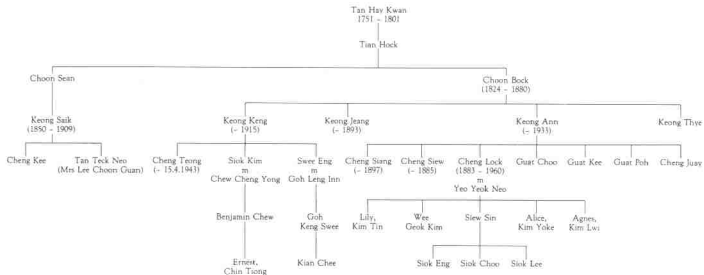 Tan Hay Kwan
1751 - 1801
Tian Hock
Choon Sean
Choon Bock
(1824 - 1880)
Keong Saik
(1850 - 1909)
Keong Keng
(- 1915)
Keong Jeang
(- 1893)
Keong Ann
(- 1933)
Keong Thye
Cheng Kee
Tan Teck Neo
(Mrs Lee Choon Guan)
Cheng Teong
(- 15.4.1943)
Siok Kim
m
Chew Cheng Yong
Swee Eng
m
Goh Leng Inn
Cheng Siang
(- 1897)
Cheng Siew
(- 1885)
Cheng Lock
(1883 - 1960)
m
Yeo Yeok Neo
Guat Choo
Guat Kee
Guat Poh
Cheng Juay
Benjamin Chew
Goh
Keng Swee
Lily,
Kim Tin
Wee
Geok Kim
Siew Sin
Alice,
Kim Yoke
Agnes,
Kim Lwi
Ernest,
Chin Tiong
Kian Chee
Siok Eng
Siok Choo
Siok Lee